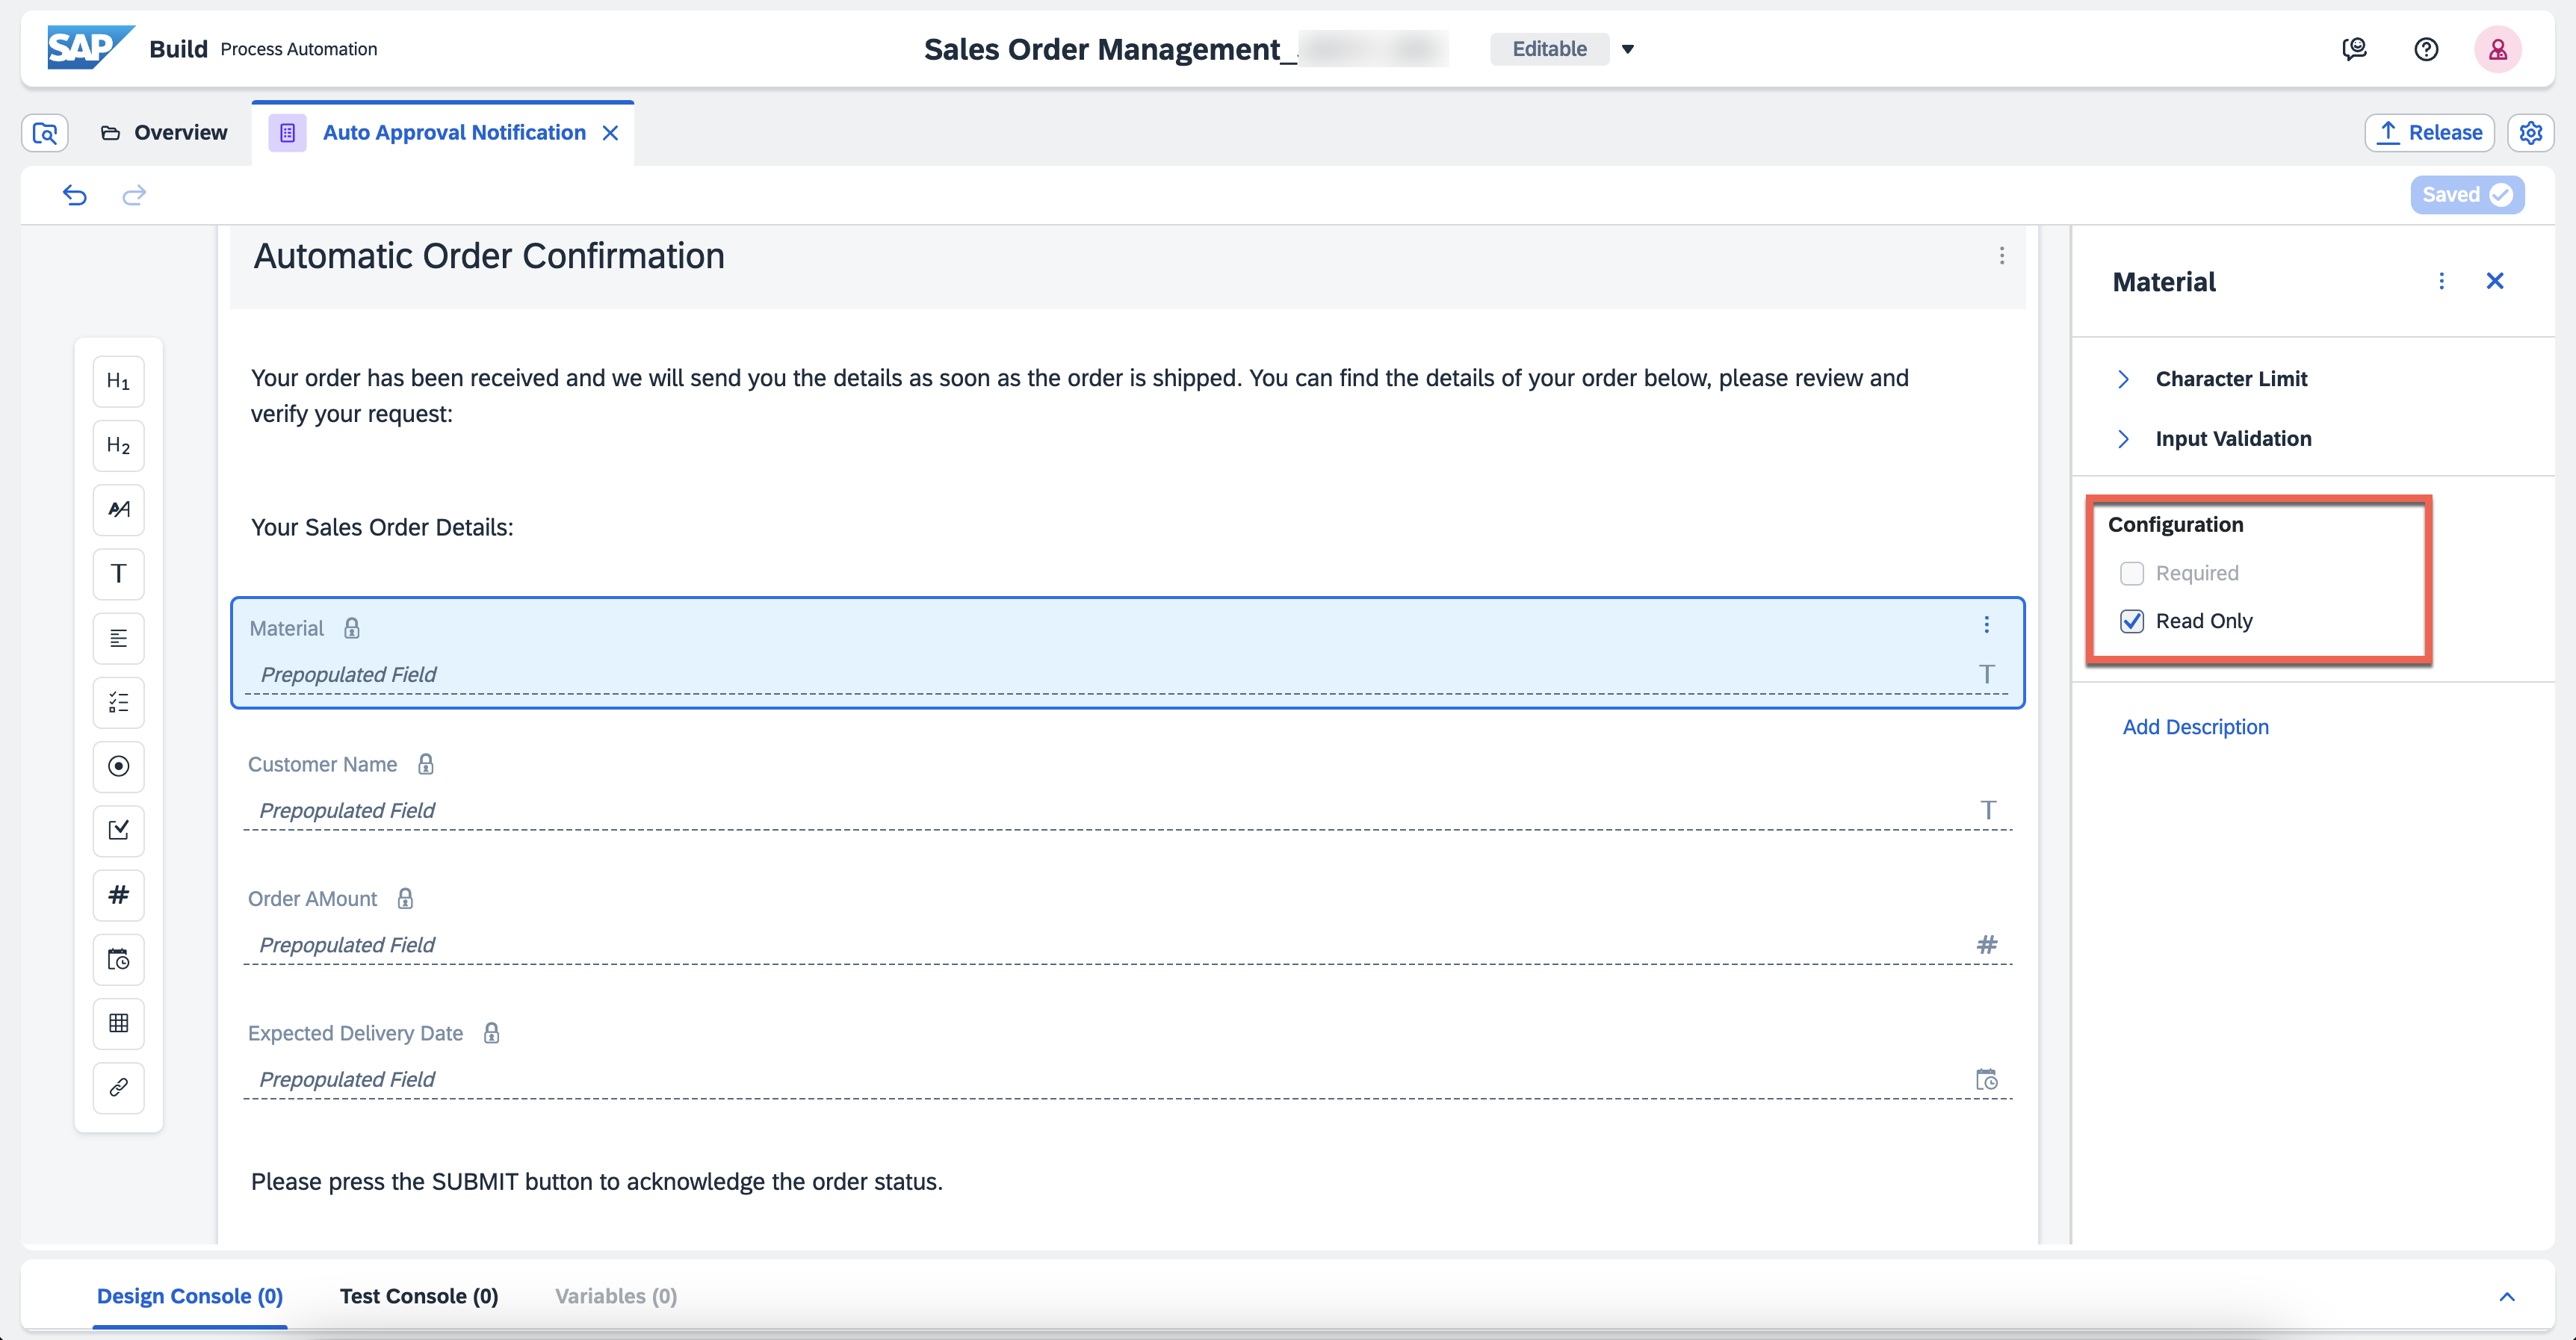 SAP Build Process Automation
Sales Order Management_
Editable
Overview
Auto Approval Notification
Release
Saved
Automatic Order Confirmation
Your order has been received and we will send you the details as soon as the order is shipped. You can find the details of your order below, please review and
verify your request:
Your Sales Order Details:
Material
Prepopulated Field
T
Customer Name
Prepopulated Field
T
Order AMount
Prepopulated Field
#
Expected Delivery Date
Prepopulated Field
Please press the SUBMIT button to acknowledge the order status.
H1
H2
T
#
Material
Character Limit
Input Validation
Configuration
Required
Read Only
Add Description
Design Console (0)
Test Console (0)
Variables (0)